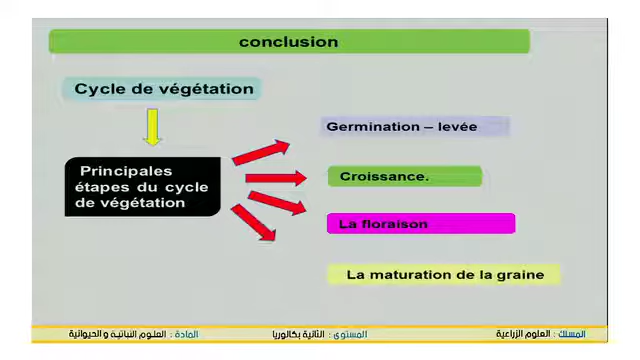 conclusion
Cycle de végétation
Germination – levée
Principales
étapes du cycle
de végétation
Croissance.
La floraison
La maturation de la graine
المسلك : العلوم الزراعية
المستوى : الثانية بكالوريا
المادة : العلوم النباتية و الحيوانية